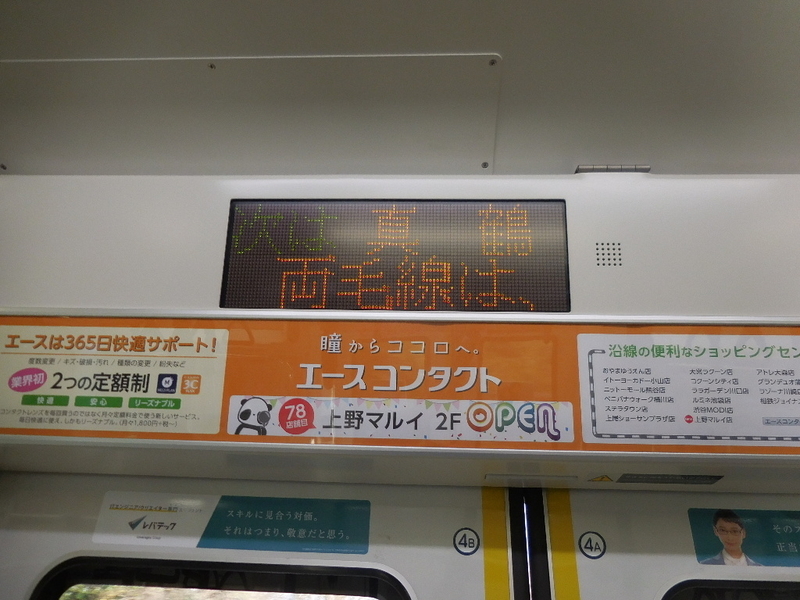 次は 真 鶴
両毛線は、
エースは365日快適サポート!
度数変更 / キズ・破損・汚れ / 種類の変更 / 紛失など
業界初
2つの定額制
快適 安心 リーズナブル
瞳からココロへ。
エースコンタクト
78
店舗目
上野マルイ 2F OPEN
沿線の便利なショッピングセン
おやまゆうえん店
イトーヨーカドー小山店
ニットーモール熊谷店
ベニバナウォーク桶川店
ステラタウン店
上尾ショーサンプラザ店
大宮ラクーン店
コクーンシティ店
ララガーデン川口店
ルミネ池袋店
渋谷MODI店
上野マルイ店
アトレ大森店
レバテック
スキルに見合う対価。
それはつまり、敬意だと思う。
4B
4A
そのス
正当